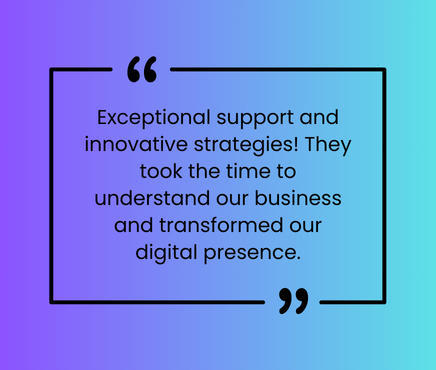 “
Exceptional support and
innovative strategies! They
took the time to
understand our business
and transformed our
digital presence.
”